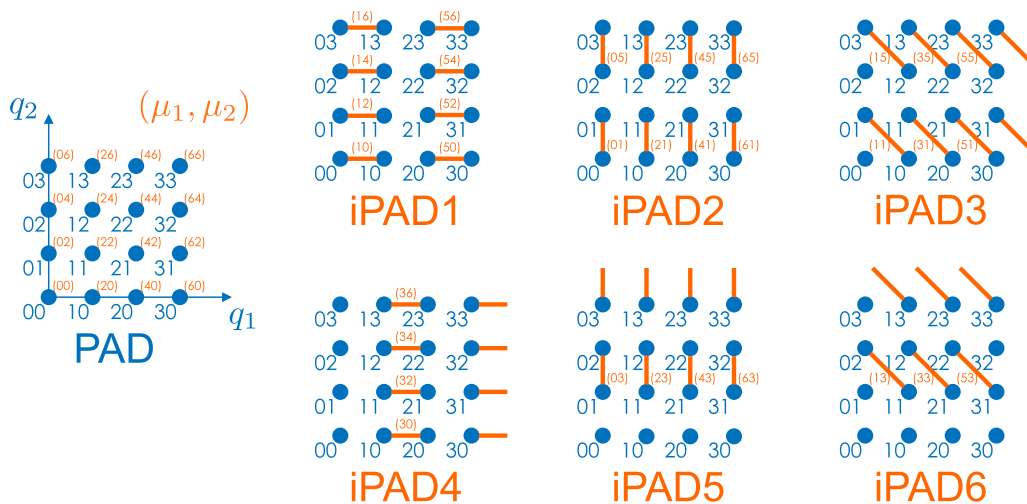 (16) (56)
03 13 23 33
(14) (54)
02 12 22 32
(12) (52)
01 11 21 31
(10) (50)
00 10 20 30
iPAD1
03 13 23 33
(05) (25) (45) (65)
02 12 22 32
01 11 21 31
(01) (21) (41) (61)
00 10 20 30
iPAD2
03 13 23 33
(15) (35) (55)
02 12 22 32
01 11 21 31
(11) (31) (51)
00 10 20 30
iPAD3
q₂
(μ₁, μ₂)
(06) (26) (46) (66)
03 13 23 33
(04) (24) (44) (64)
02 12 22 32
(02) (22) (42) (62)
01 11 21 31
(00) (20) (40) (60)
00 10 20 30
q₁
PAD
(36)
03 13 23 33
(34)
02 12 22 32
(32)
01 11 21 31
(30)
00 10 20 30
iPAD4
03 13 23 33
02 12 22 32
(03) (23) (43) (63)
01 11 21 31
00 10 20 30
iPAD5
03 13 23 33
02 12 22 32
(13) (33) (53)
01 11 21 31
00 10 20 30
iPAD6